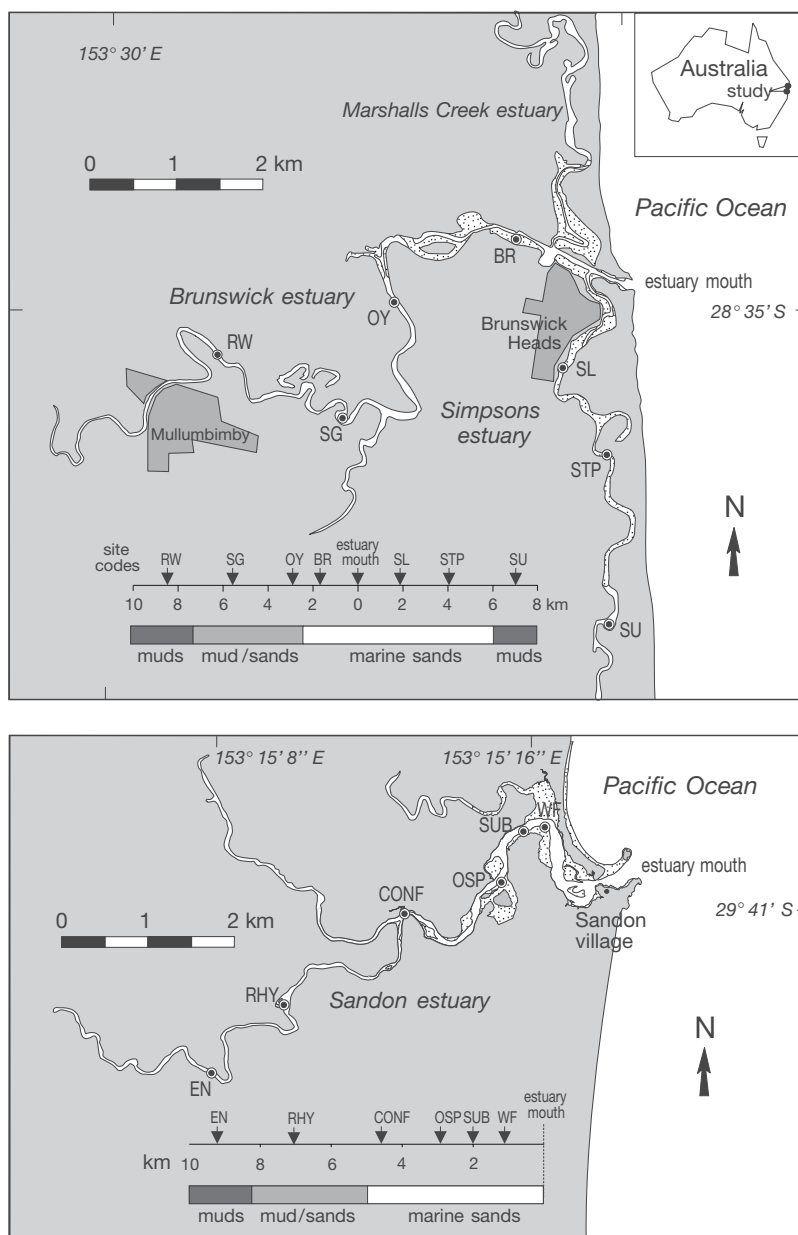 153° 30' E
Australia
study
Marshalls Creek estuary
0 1 2 km
Pacific Ocean
BR
estuary mouth
Brunswick estuary
OY
28° 35' S
Brunswick
Heads
RW
SL
Simpsons
estuary
Mullumbimby
SG
STP
N
site
codes
RW SG OY BR estuary
mouth SL STP SU
10 8 6 4 2 0 2 4 6 8 km
SU
muds mud/sands marine sands muds
153° 15' 8'' E
153° 15' 16'' E
Pacific Ocean
SUB
WF
estuary mouth
OSP
CONF
29° 41' S
Sandon
village
0 1 2 km
RHY
Sandon estuary
N
EN
estuary
mouth
EN RHY CONF OSP SUB WF
km 10 8 6 4 2
muds mud/sands marine sands